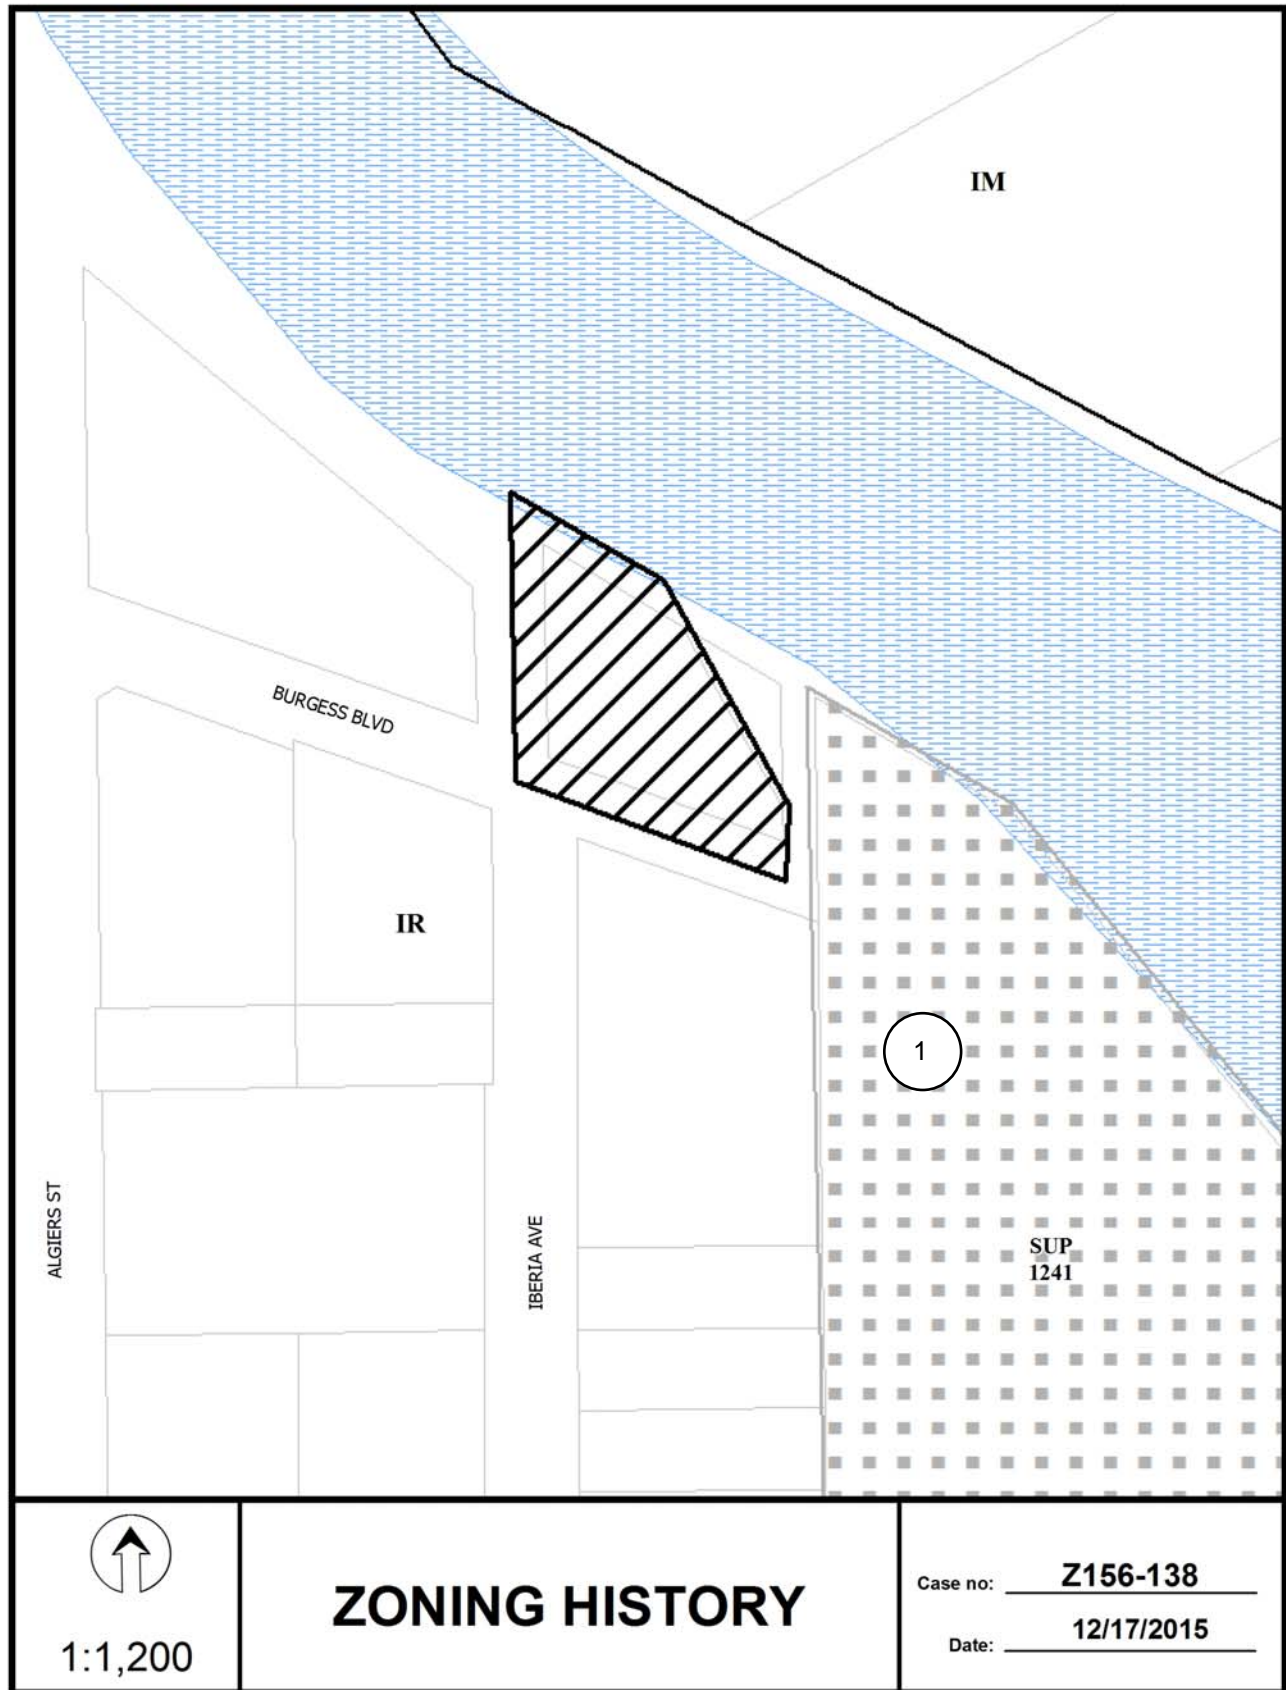 IM
BURGESS BLVD
IR
1
ALGIERS ST
IBERIA AVE
SUP
1241
1:1,200
ZONING HISTORY
Case no: Z156-138
Date: 12/17/2015